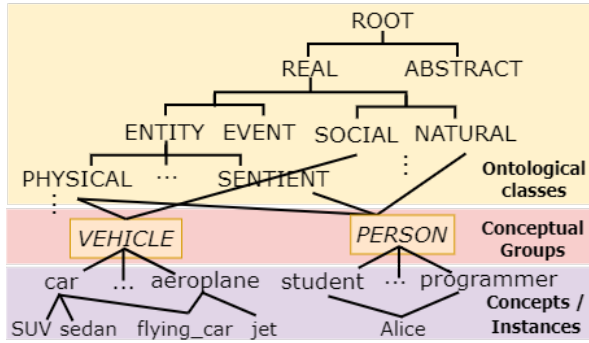 ROOT
REAL ABSTRACT
ENTITY EVENT SOCIAL NATURAL
PHYSICAL ... SENTIENT ⋮ Ontological
classes
⋮
VEHICLE PERSON Conceptual
Groups
car ... aeroplane student ... programmer
Concepts /
Instances
SUV sedan flying_car jet Alice